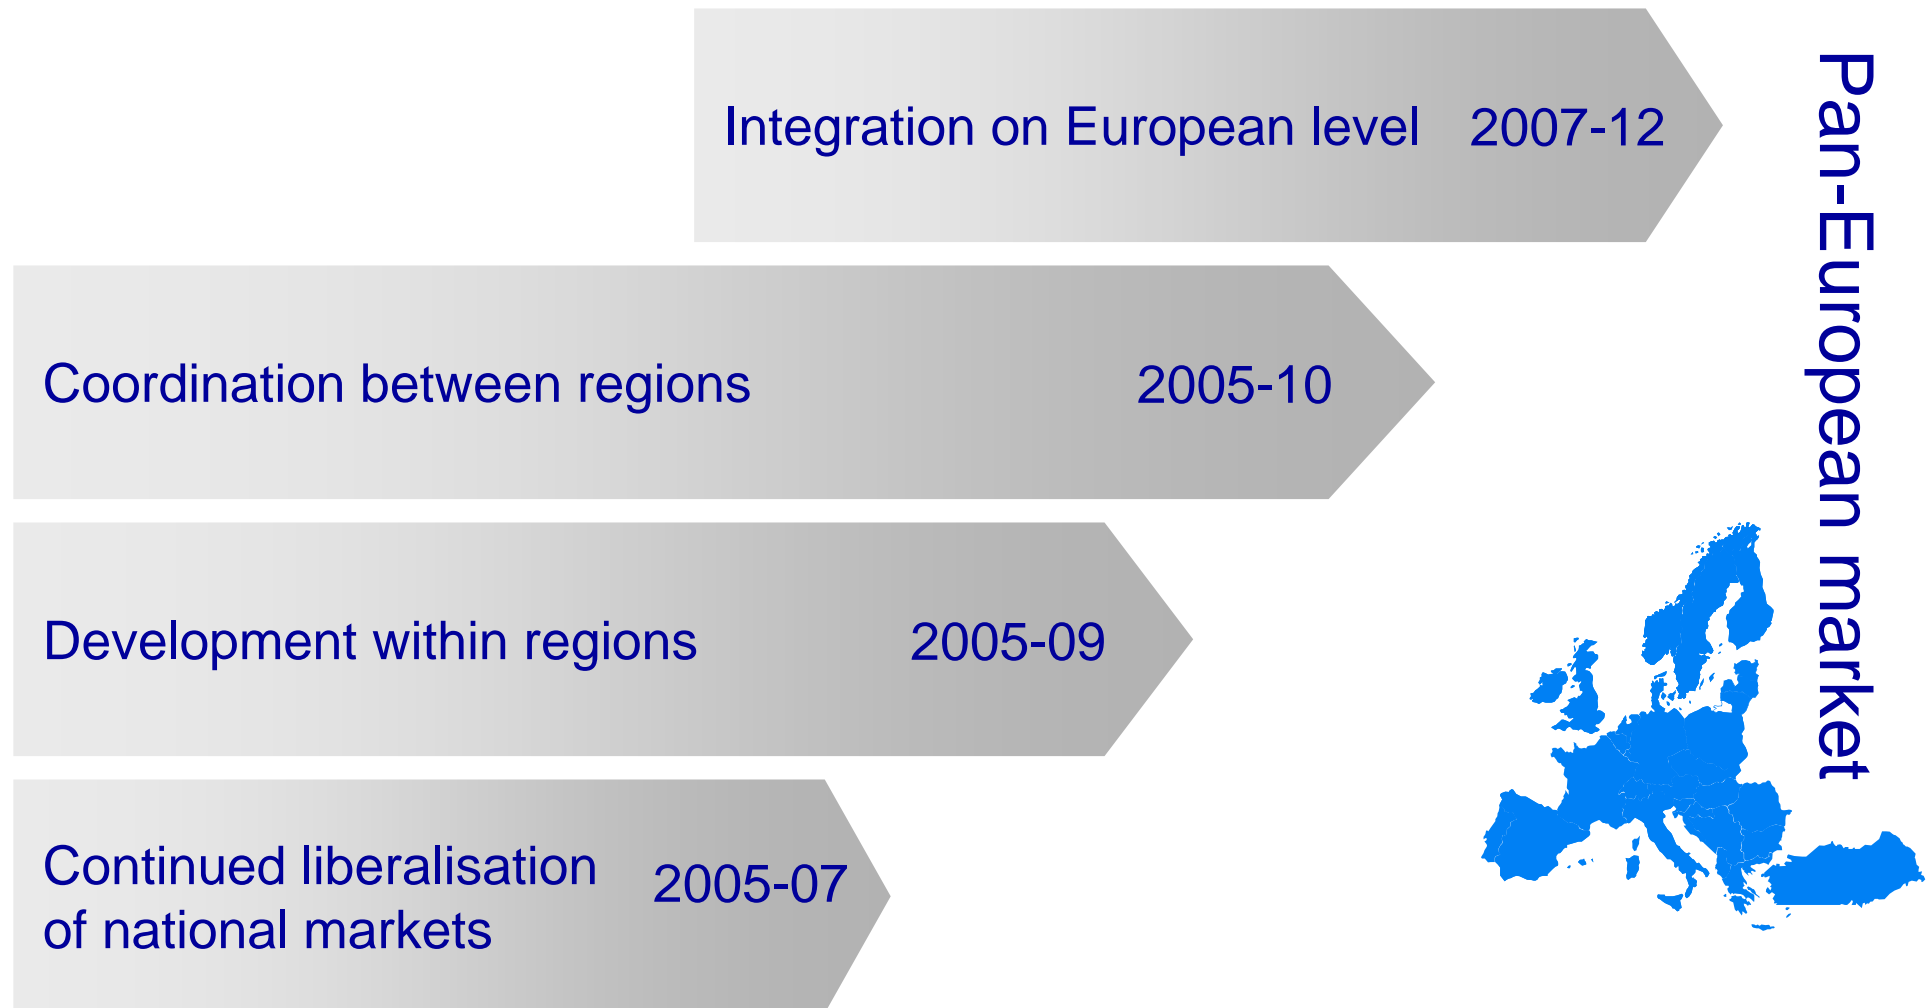 Integration on European level 2007-12
Coordination between regions 2005-10
Development within regions 2005-09
Continued liberalisation
of national markets
2005-07
Pan-European market